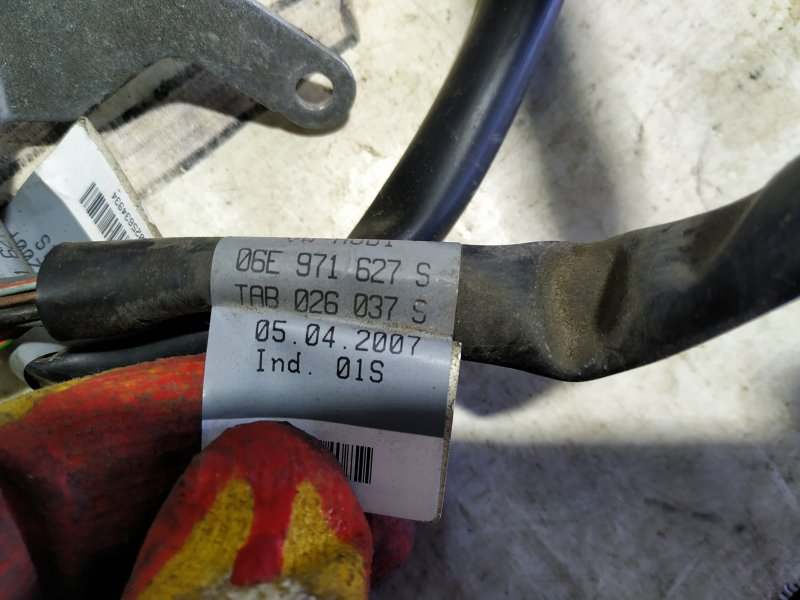 06E 971 627 S
TAB 026 037 S
05.04.2007
Ind. 01S